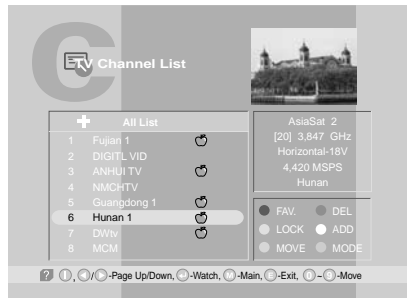 TV Channel List
All List
1 Fujian 1
2 DIGITL VID
3 ANHUI TV
4 NMCHTV
5 Guangdong 1
6 Hunan 1
7 DWtv
8 MCM
AsiaSat 2
[20] 3,847 GHz
Horizontal-18V
4,420 MSPS
Hunan
FAV. DEL
LOCK ADD
MOVE MODE
-Page Up/Down, -Watch, M-Main, E-Exit, 0~9-Move